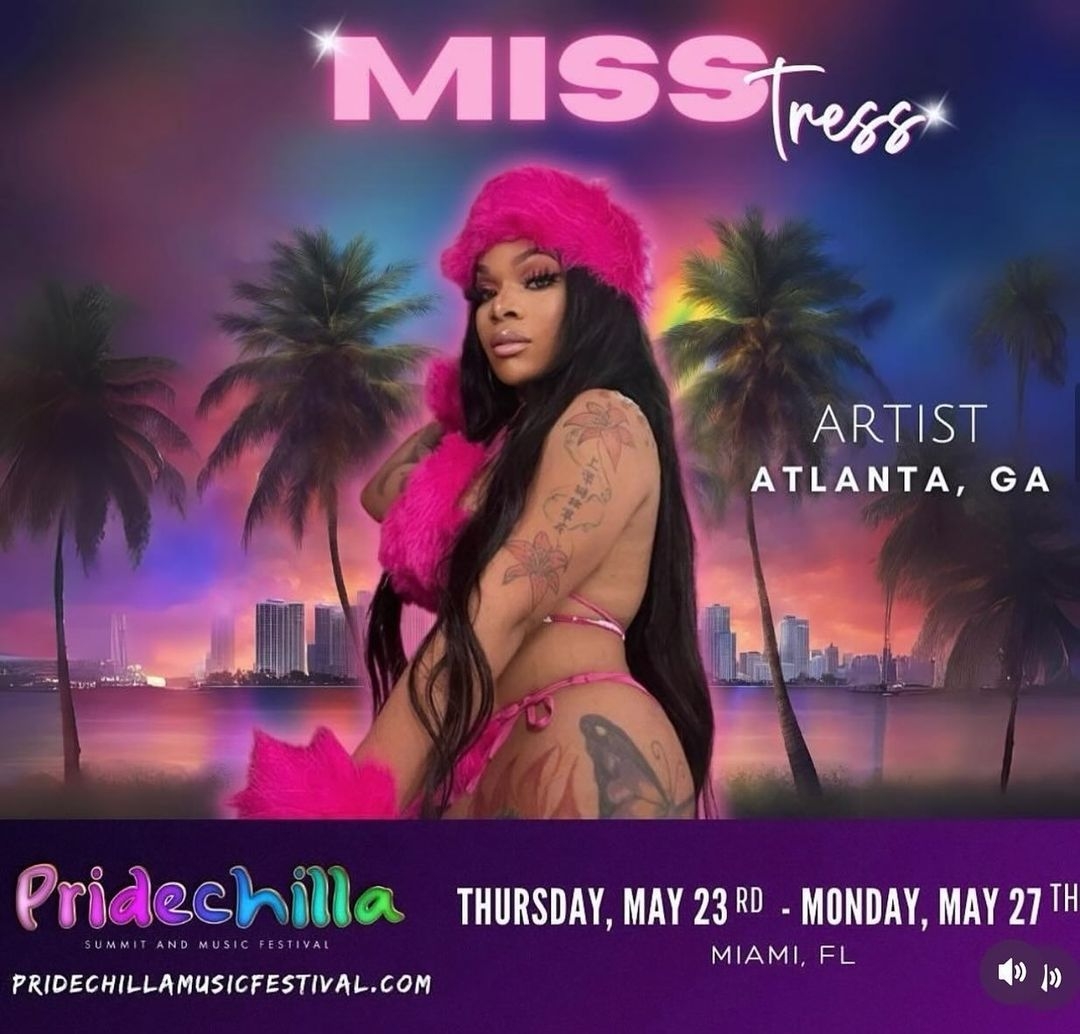 MISS
Tress
ARTIST
ATLANTA, GA
Pridechilla
SUMMIT AND MUSIC FESTIVAL
PRIDECHILLAMUSICFESTIVAL.COM
THURSDAY, MAY 23RD - MONDAY, MAY 27TH
MIAMI, FL